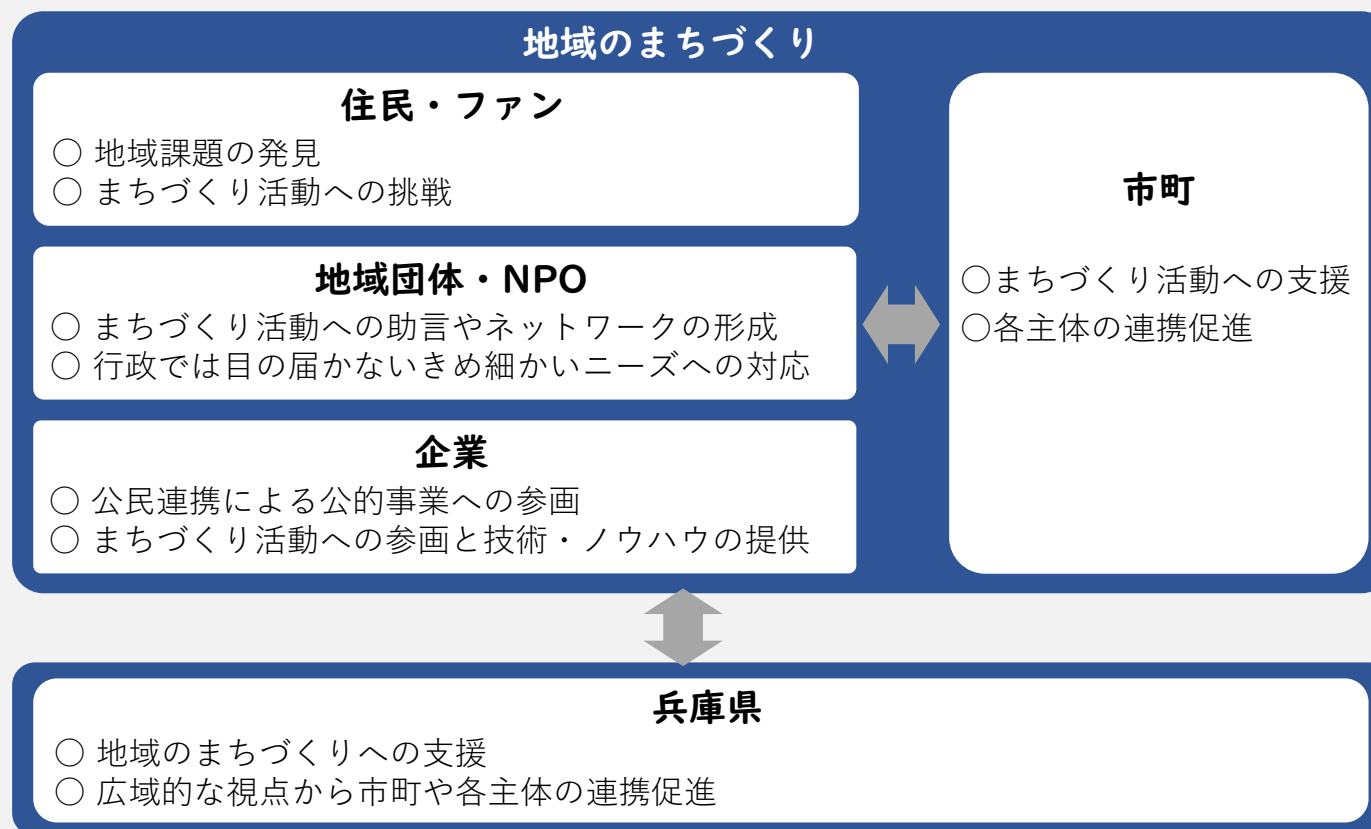 地域のまちづくり
住民・ファン
○ 地域課題の発見
○ まちづくり活動への挑戦
地域団体・NPO
○ まちづくり活動への助言やネットワークの形成
○ 行政では目の届かないきめ細かいニーズへの対応
企業
○ 公民連携による公的事業への参画
○ まちづくり活動への参画と技術・ノウハウの提供
市町
○まちづくり活動への支援
○各主体の連携促進
兵庫県
○ 地域のまちづくりへの支援
○ 広域的な視点から市町や各主体の連携促進